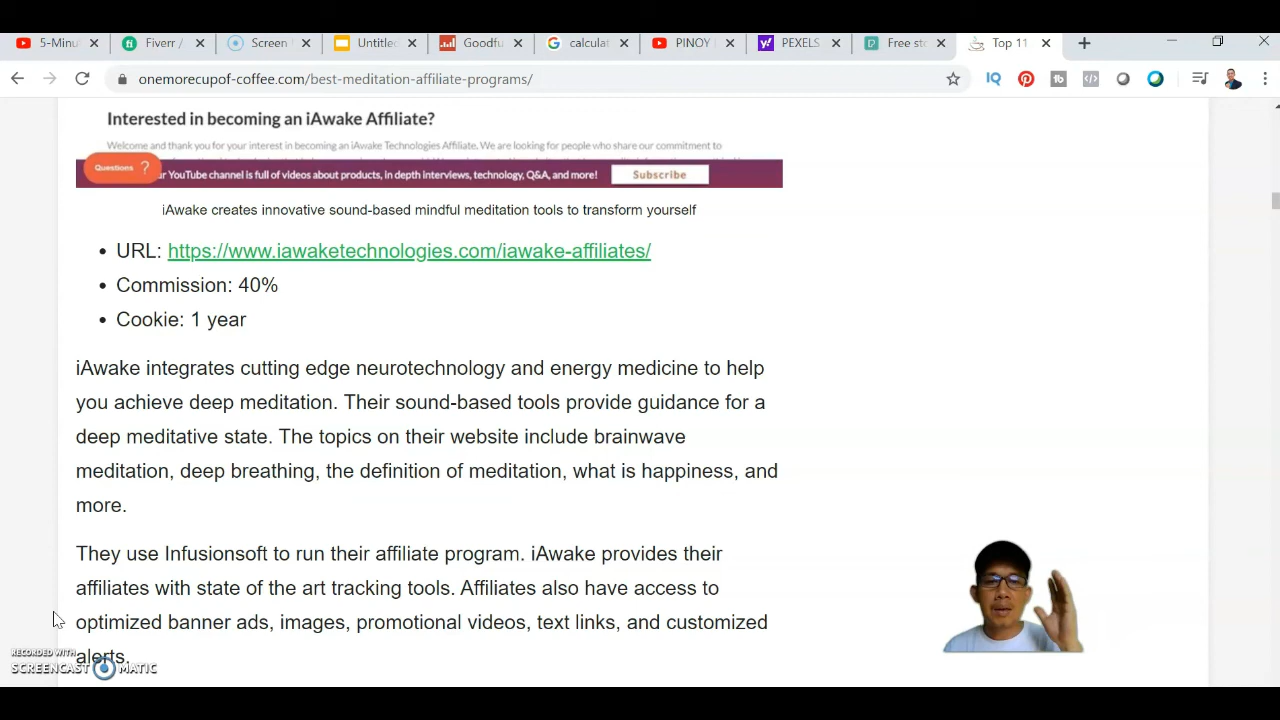 5-Minu
Fiverr /
Screen
Untitle
Goodfu
calculat
PINOY
PEXELS
Free sto
Top 11
onemorecupof-coffee.com/best-meditation-affiliate-programs/
Interested in becoming an iAwake Affiliate?
Welcome and thank you for your interest in becoming an iAwake Technologies Affiliate. We are looking for people who share our commitment to
Questions ?
ur YouTube channel is full of videos about products, in depth interviews, technology, Q&A, and more!
Subscribe
iAwake creates innovative sound-based mindful meditation tools to transform yourself
• URL: https://www.iawaketechnologies.com/iawake-affiliates/
• Commission: 40%
• Cookie: 1 year
iAwake integrates cutting edge neurotechnology and energy medicine to help
you achieve deep meditation. Their sound-based tools provide guidance for a
deep meditative state. The topics on their website include brainwave
meditation, deep breathing, the definition of meditation, what is happiness, and
more.
They use Infusionsoft to run their affiliate program. iAwake provides their
affiliates with state of the art tracking tools. Affiliates also have access to
optimized banner ads, images, promotional videos, text links, and customized
alerts.
RECORDED WITH
SCREENCAST MATIC